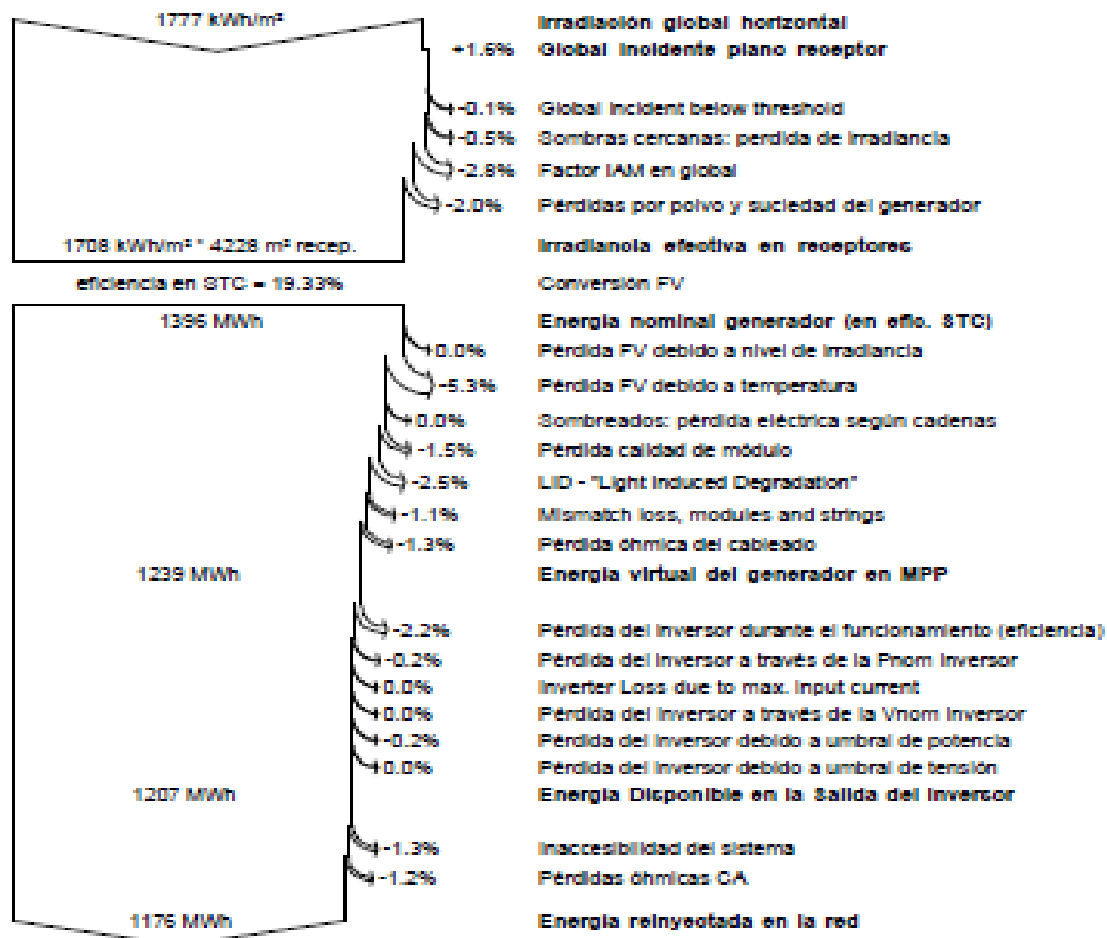 1777 kWh/m² Irradiación global horizontal
+1.6% Global incidente plano receptor
-0.1% Global incident below threshold
-0.5% Sombras cercanas: perdida de irradiancia
-2.8% Factor IAM en global
-2.0% Pérdidas por polvo y suciedad del generador
1708 kWh/m² * 4228 m² recep. Irradiancia efectiva en receptores
eficiencia en STC = 19.33% Conversión FV
1396 MWh Energía nominal generador (en efic. STC)
0.0% Pérdida FV debido a nivel de irradiancia
-5.3% Pérdida FV debido a temperatura
0.0% Sombreados: pérdida eléctrica según cadenas
-1.5% Pérdida calidad de módulo
-2.5% LID - "Light Induced Degradation"
-1.1% Mismatch loss, modules and strings
-1.3% Pérdida óhmica del cableado
1239 MWh Energía virtual del generador en MPP
-2.2% Pérdida del inversor durante el funcionamiento (eficiencia)
-0.2% Pérdida del inversor a través de la Pnom inversor
0.0% Inverter Loss due to max. input current
0.0% Pérdida del inversor a través de la Vnom inversor
-0.2% Pérdida del inversor debido a umbral de potencia
0.0% Pérdida del inversor debido a umbral de tensión
1207 MWh Energía Disponible en la Salida del Inversor
-1.3% Inaccesibilidad del sistema
-1.2% Pérdidas óhmicas CA
1176 MWh Energía reinyectada en la red